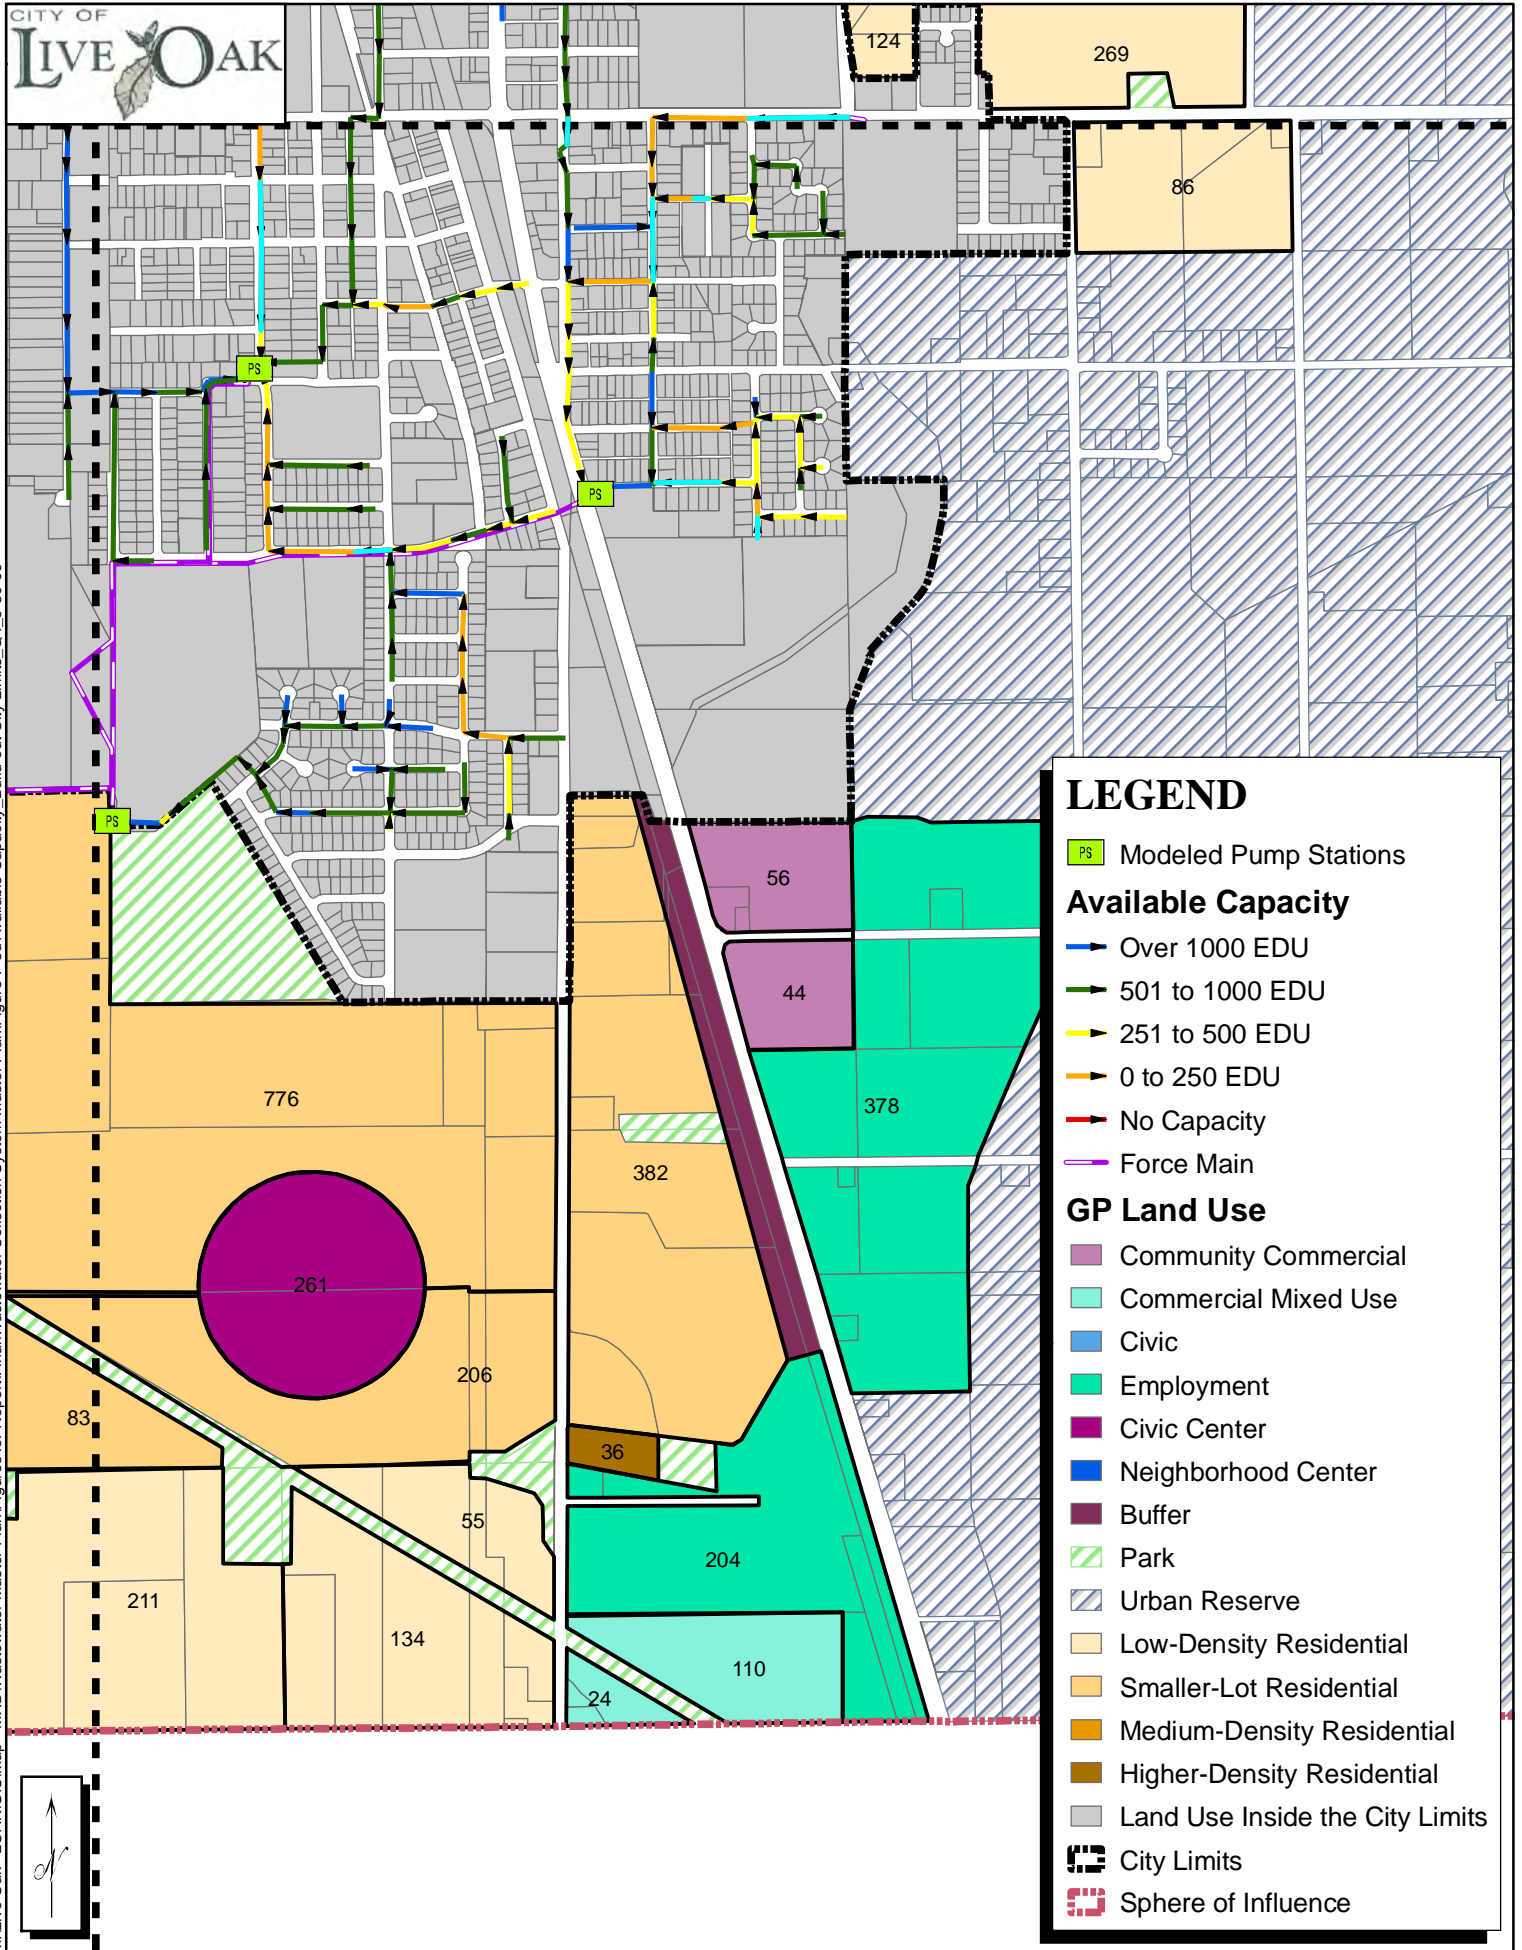 CITY OF
LIVE OAK
124
269
86
PS
PS
PS
56
44
378
776
382
261
206
83
36
55
204
211
134
110
24
N
LEGEND
PS Modeled Pump Stations
Available Capacity
Over 1000 EDU
501 to 1000 EDU
251 to 500 EDU
0 to 250 EDU
No Capacity
Force Main
GP Land Use
Community Commercial
Commercial Mixed Use
Civic
Employment
Civic Center
Neighborhood Center
Buffer
Park
Urban Reserve
Low-Density Residential
Smaller-Lot Residential
Medium-Density Residential
Higher-Density Residential
Land Use Inside the City Limits
City Limits
Sphere of Influence